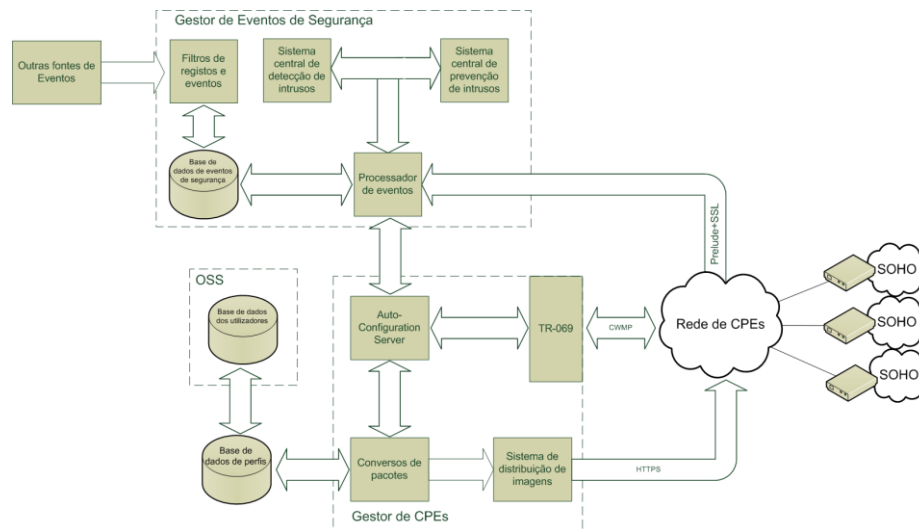 Gestor de Eventos de Segurança
Outras fontes de
Eventos
Filtros de
registos e
eventos
Sistema
central de
detecção de
intrusos
Sistema
central de
prevenção
de intrusos
Base de
dados de eventos
de segurança
Processador
de eventos
Prelude+SSL
OSS
Base de dados
dos utilizadores
Auto-
Configuration
Server
TR-069
CWMP
Rede de CPEs
SOHO
SOHO
SOHO
Base de
dados de perfis
Conversos de
pacotes
Sistema de
distribuição de
imagens
HTTPS
Gestor de CPEs